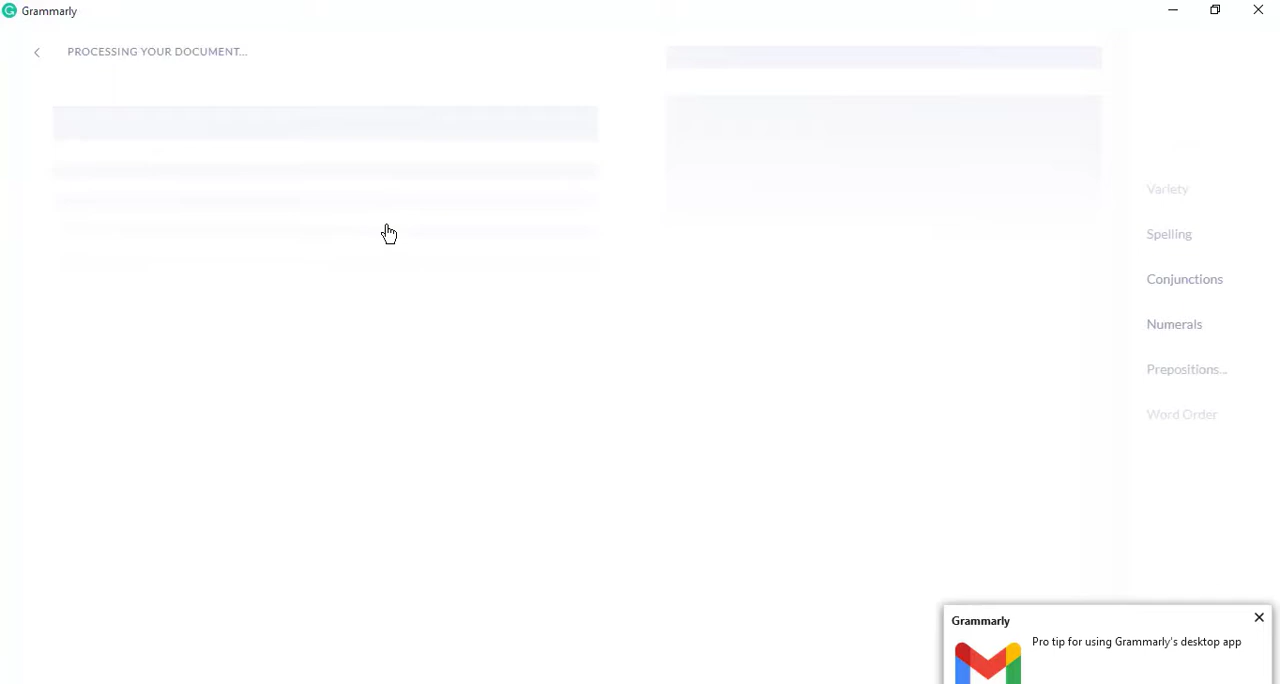 Grammarly
PROCESSING YOUR DOCUMENT...
Variety
Spelling
Conjunctions
Numerals
Prepositions...
Word Order
Grammarly
Pro tip for using Grammarly's desktop app